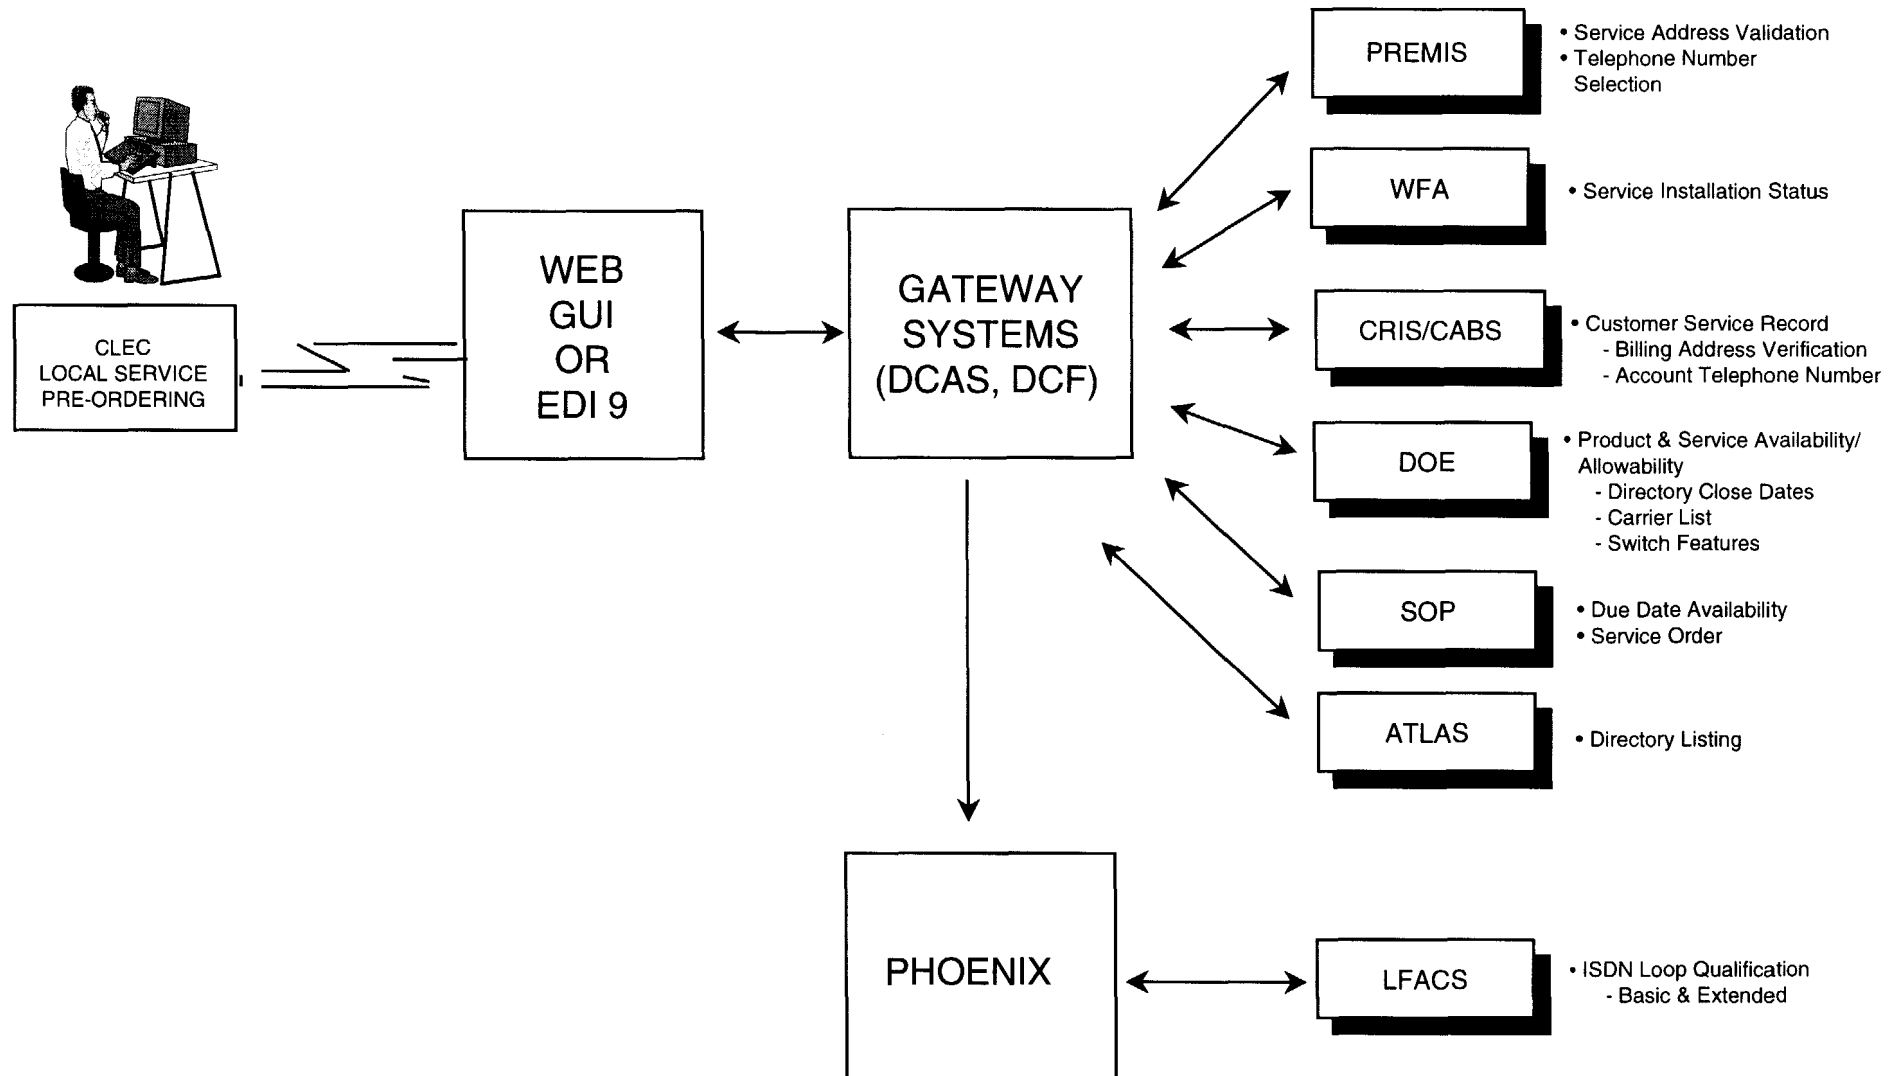 PREMIS
• Service Address Validation
• Telephone Number
Selection
WFA
• Service Installation Status
CLEC
LOCAL SERVICE
PRE-ORDERING
WEB
GUI
OR
EDI 9
GATEWAY
SYSTEMS
(DCAS, DCF)
CRIS/CABS
• Customer Service Record
- Billing Address Verification
- Account Telephone Number
DOE
• Product & Service Availability/
Allowability
- Directory Close Dates
- Carrier List
- Switch Features
SOP
• Due Date Availability
• Service Order
ATLAS
• Directory Listing
PHOENIX
LFACS
• ISDN Loop Qualification
- Basic & Extended